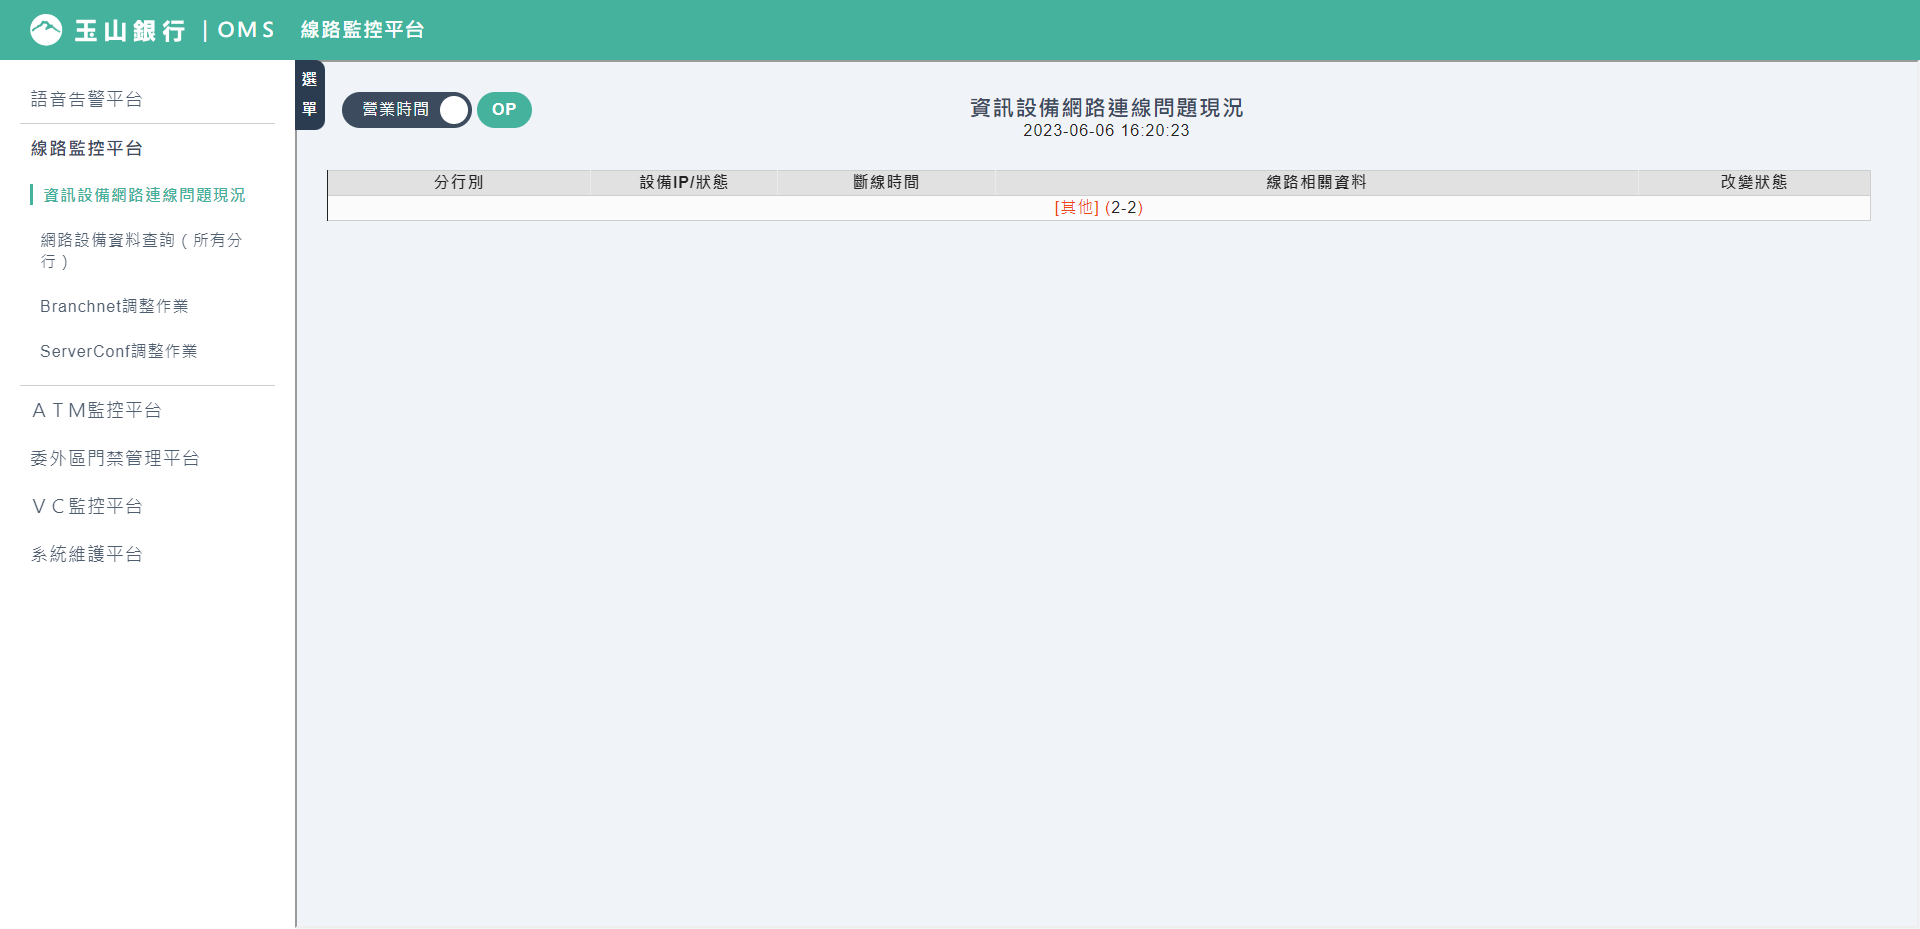 玉山銀行 | OMS 線路監控平台
語音告警平台
線路監控平台
資訊設備網路連線問題現況
網路設備資料查詢 ( 所有分
行 )
Branchnet調整作業
ServerConf調整作業
ＡＴＭ監控平台
委外區門禁管理平台
ＶＣ監控平台
系統維護平台
選
單
營業時間 OP
資訊設備網路連線問題現況
2023-06-06 16:20:23
分行別 設備IP/狀態 斷線時間 線路相關資料 改變狀態
[其他] (2-2)